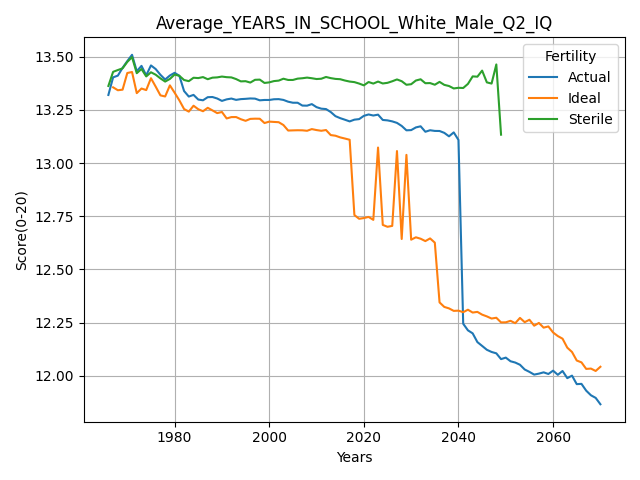 Average_YEARS_IN_SCHOOL_White_Male_Q2_IQ
Score(0-20)
13.50
13.25
13.00
12.75
12.50
12.25
12.00
Fertility
Actual
Ideal
Sterile
1980
2000
2020
2040
2060
Years